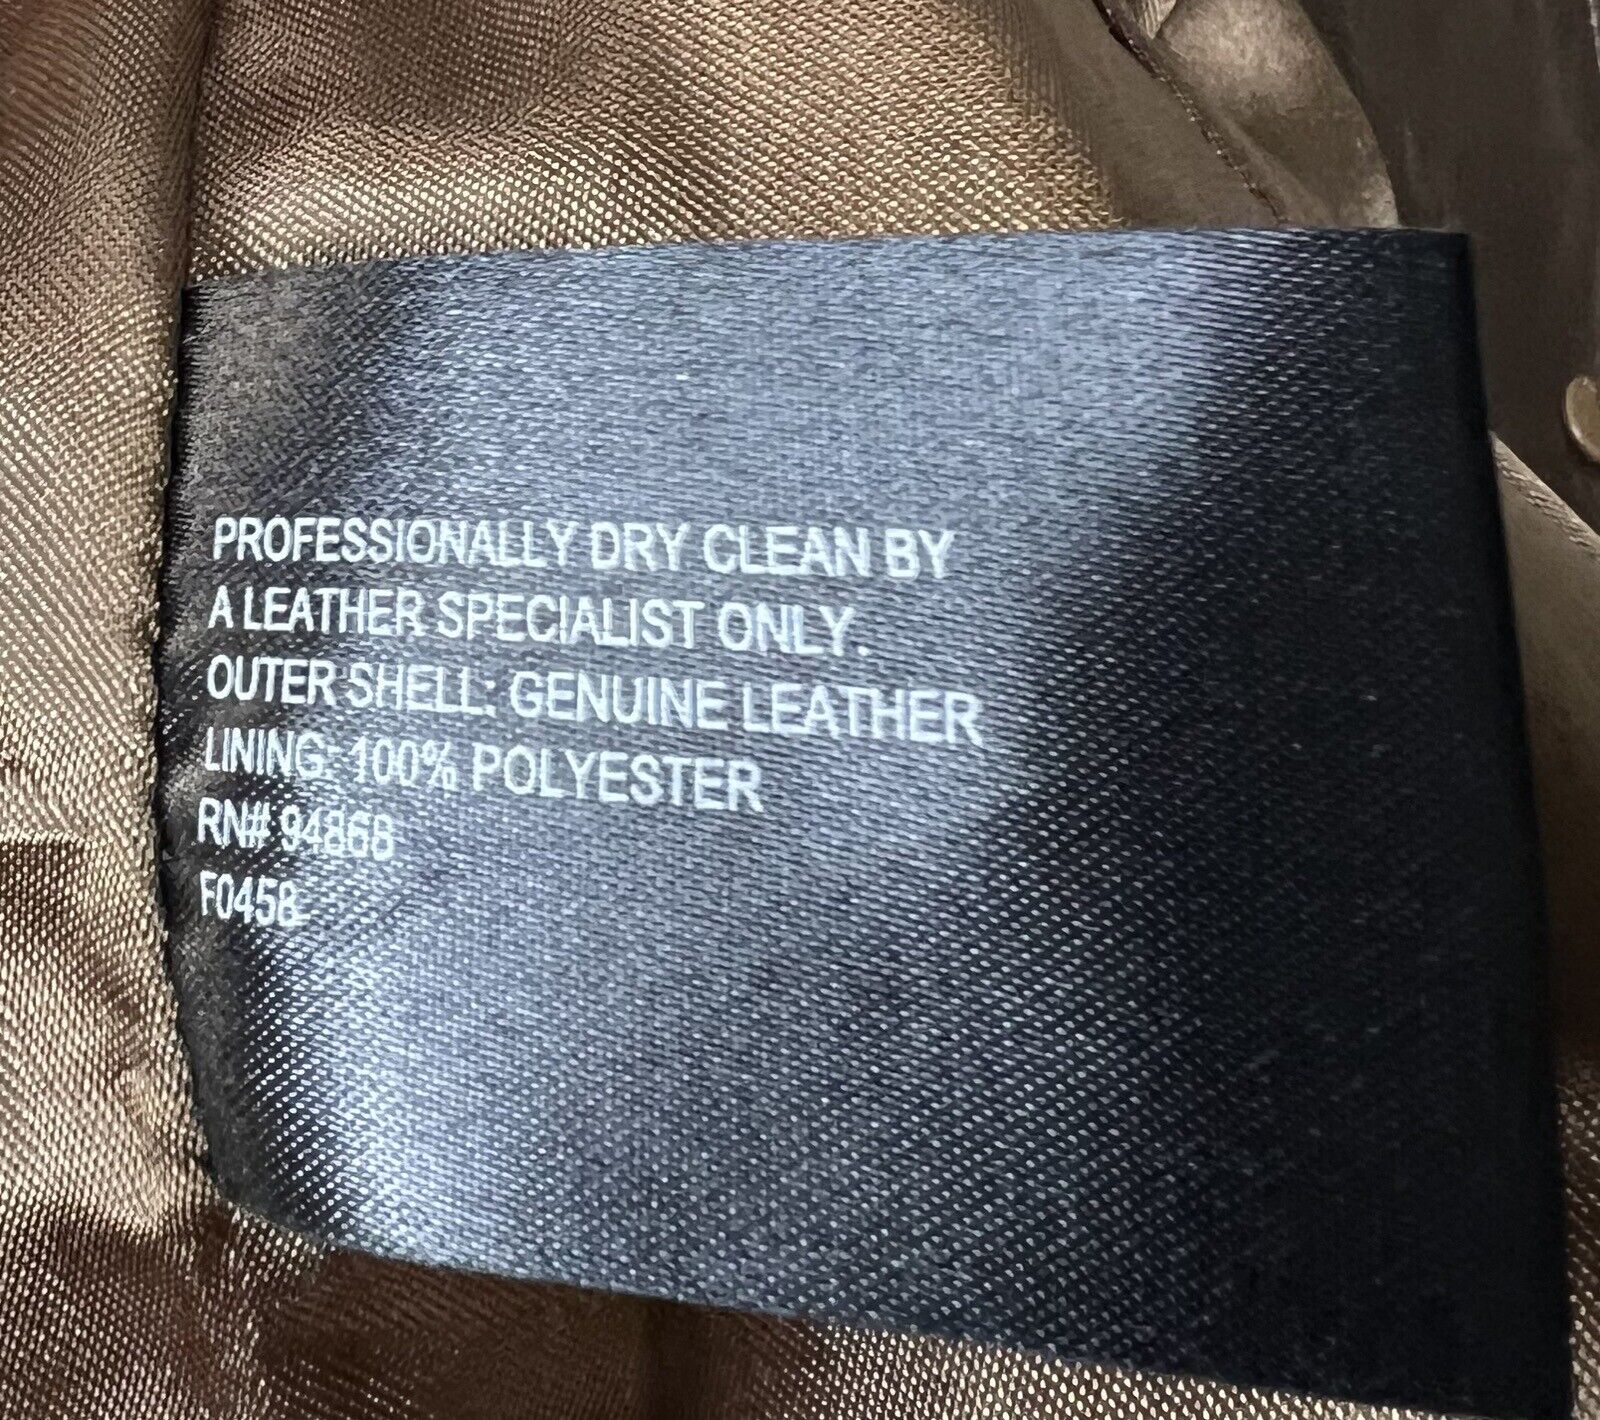 PROFESSIONALLY DRY CLEAN BY
A LEATHER SPECIALIST ONLY.
OUTER SHELL: GENUINE LEATHER
LINING: 100% POLYESTER
RN# 94868
F0458